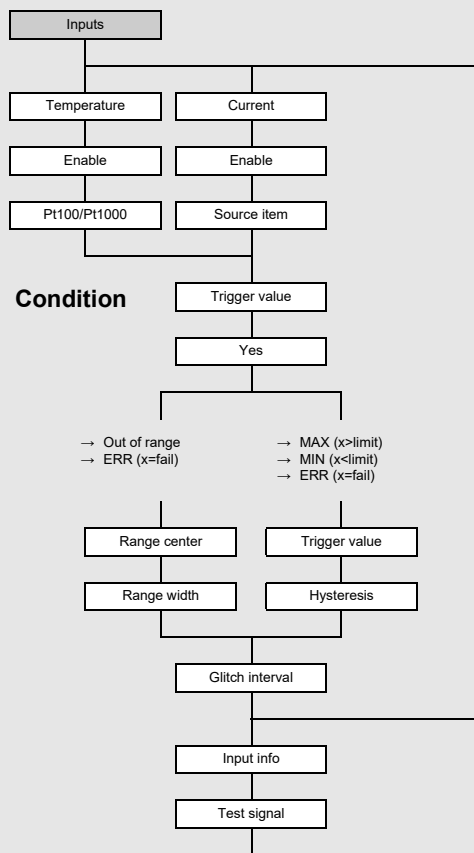 Inputs
Temperature
Current
Enable
Enable
Pt100/Pt1000
Source item
Condition
Trigger value
Yes
→ Out of range
→ ERR (x=fail)
→ MAX (x>limit)
→ MIN (x<limit)
→ ERR (x=fail)
Range center
Trigger value
Range width
Hysteresis
Glitch interval
Input info
Test signal